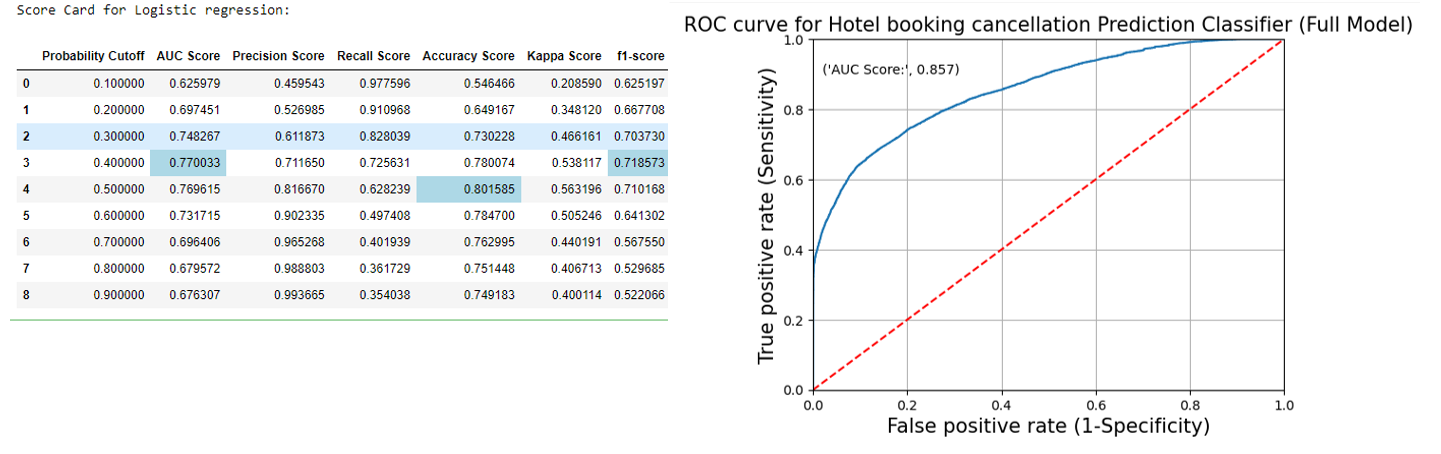 Score Card for Logistic regression:
Probability Cutoff AUC Score Precision Score Recall Score Accuracy Score Kappa Score f1-score
0 0.100000 0.625979 0.459543 0.977596 0.546466 0.208590 0.625197
1 0.200000 0.697451 0.526985 0.910968 0.649167 0.348120 0.667708
2 0.300000 0.748267 0.611873 0.828039 0.730228 0.466161 0.703730
3 0.400000 0.770033 0.711650 0.725631 0.780074 0.538117 0.718573
4 0.500000 0.769615 0.816670 0.628239 0.801585 0.563196 0.710168
5 0.600000 0.731715 0.902335 0.497408 0.784700 0.505246 0.641302
6 0.700000 0.696406 0.965268 0.401939 0.762995 0.440191 0.567550
7 0.800000 0.679572 0.988803 0.361729 0.751448 0.406713 0.529685
8 0.900000 0.676307 0.993665 0.354038 0.749183 0.400114 0.522066
ROC curve for Hotel booking cancellation Prediction Classifier (Full Model)
('AUC Score:', 0.857)
True positive rate (Sensitivity)
1.0
0.8
0.6
0.4
0.2
0.0
0.0 0.2 0.4 0.6 0.8 1.0
False positive rate (1-Specificity)